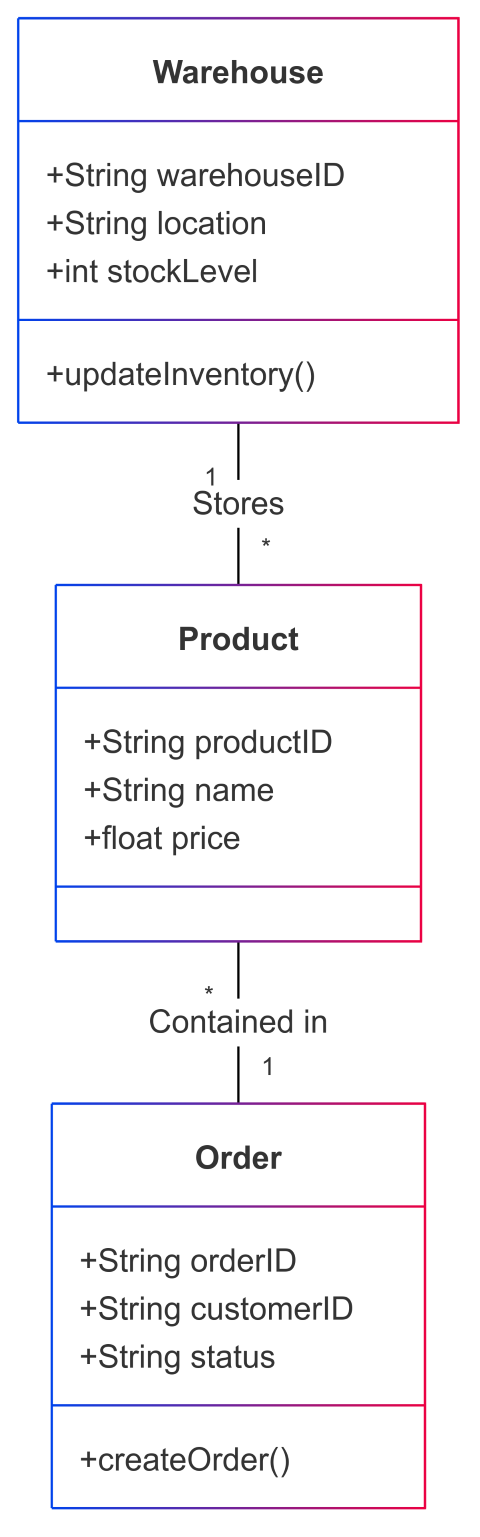 Warehouse
+String warehouseID
+String location
+int stockLevel
+updateInventory()
1
Stores
*
Product
+String productID
+String name
+float price
*
Contained in
1
Order
+String orderID
+String customerID
+String status
+createOrder()